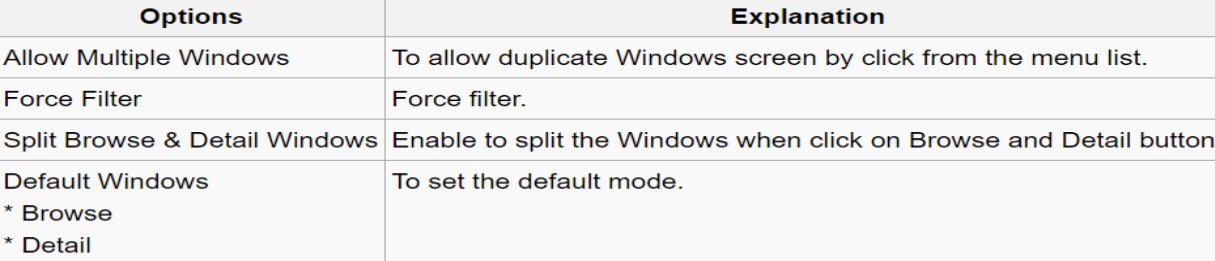 Options Explanation
Allow Multiple Windows To allow duplicate Windows screen by click from the menu list.
Force Filter Force filter.
Split Browse & Detail Windows Enable to split the Windows when click on Browse and Detail button
Default Windows To set the default mode.
* Browse
* Detail